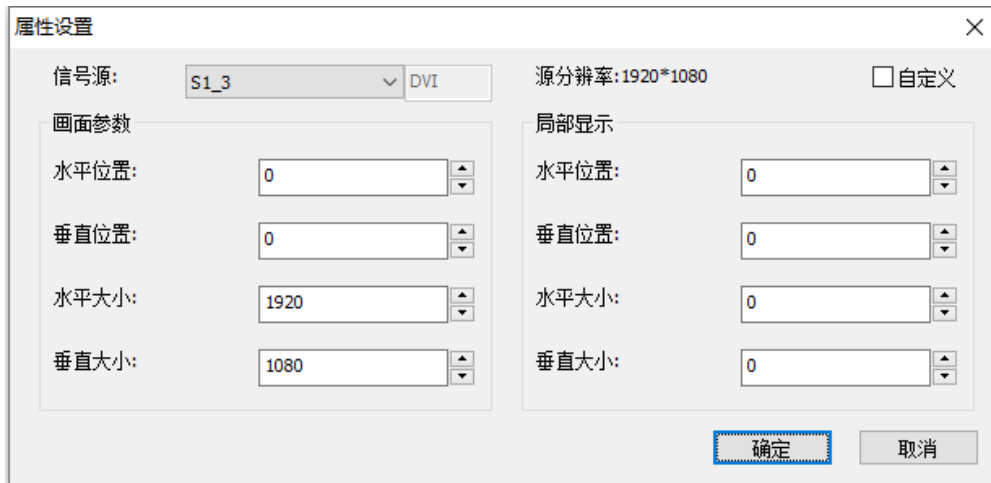 属性设置
信号源: S1_3 DVI 源分辨率:1920*1080 自定义
画面参数 局部显示
水平位置: 0 水平位置: 0
垂直位置: 0 垂直位置: 0
水平大小: 1920 水平大小: 0
垂直大小: 1080 垂直大小: 0
确定 取消